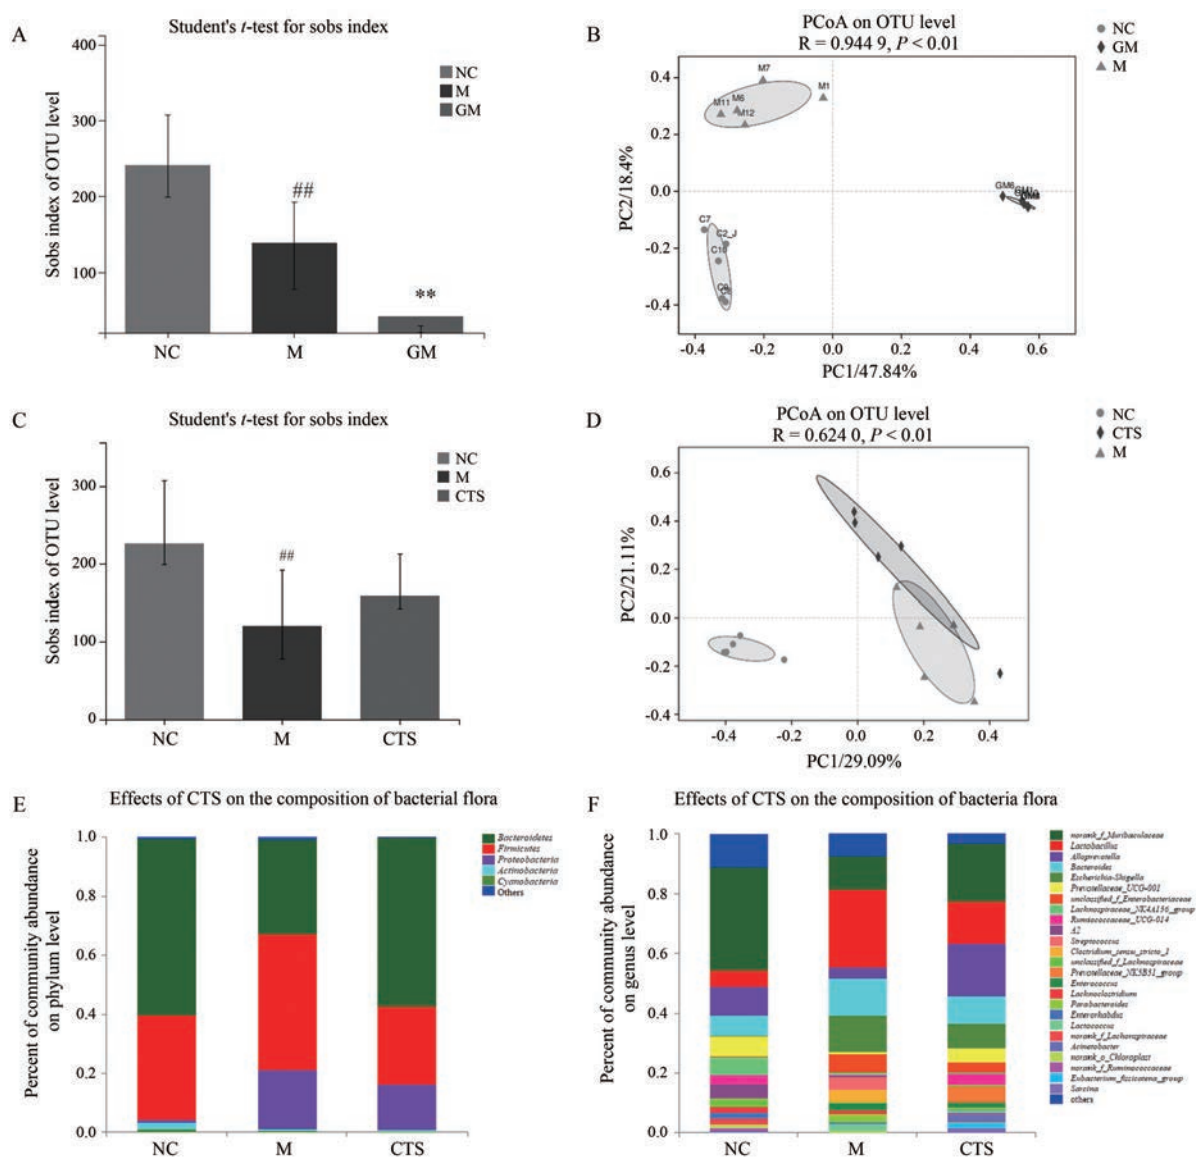 A
Student's t-test for sobs index
Sobs index of OTU level
400
300
200
100
NC
M
GM
##
**
NC
M
GM
B
PCoA on OTU level
R = 0.944 9, P < 0.01
NC
GM
M
PC2/18.4%
0.4
0.2
0.0
-0.2
-0.4
M7
M1
M6
M11
M12
GM6
C7
C2_J
C10
-0.4
-0.2
0.0
0.2
0.4
0.6
PC1/47.84%
C
Student's t-test for sobs index
Sobs index of OTU level
300
200
100
0
NC
M
CTS
##
NC
M
CTS
D
PCoA on OTU level
R = 0.624 0, P < 0.01
NC
CTS
M
PC2/21.11%
0.6
0.4
0.2
0.0
-0.2
-0.4
-0.4
-0.2
0.0
0.2
0.4
PC1/29.09%
E
Effects of CTS on the composition of bacterial flora
Percent of community abundance
on phylum level
1.0
0.8
0.6
0.4
0.2
0.0
Bacteroidetes
Firmicutes
Proteobacteria
Actinobacteria
Cyanobacteria
Others
NC
M
CTS
F
Effects of CTS on the composition of bacteria flora
Percent of community abundance
on genus level
1.0
0.8
0.6
0.4
0.2
0.0
norank_f_Muribaculaceae
Lactobacillus
Alloprevotella
Bacteroides
Escherichia-Shigella
Prevotellaceae_UCG-001
unclassified_f_Enterobacteriaceae
Lachnospiraceae_NK4A136_group
Ruminococcaceae_UCG-014
A2
Streptococcus
Clostridium_sensu_stricto_1
unclassified_f_Lachnospiraceae
Prevotellaceae_NK3B31_group
Enterococcus
Lachnoclostridium
Parabacteroides
Enterorhabdus
Lactococcus
norank_f_Lachnospiraceae
Acinetobacter
norank_o_Chloroplast
norank_f_Ruminococcaceae
Eubacterium_fissicatena_group
Sarcina
others
NC
M
CTS